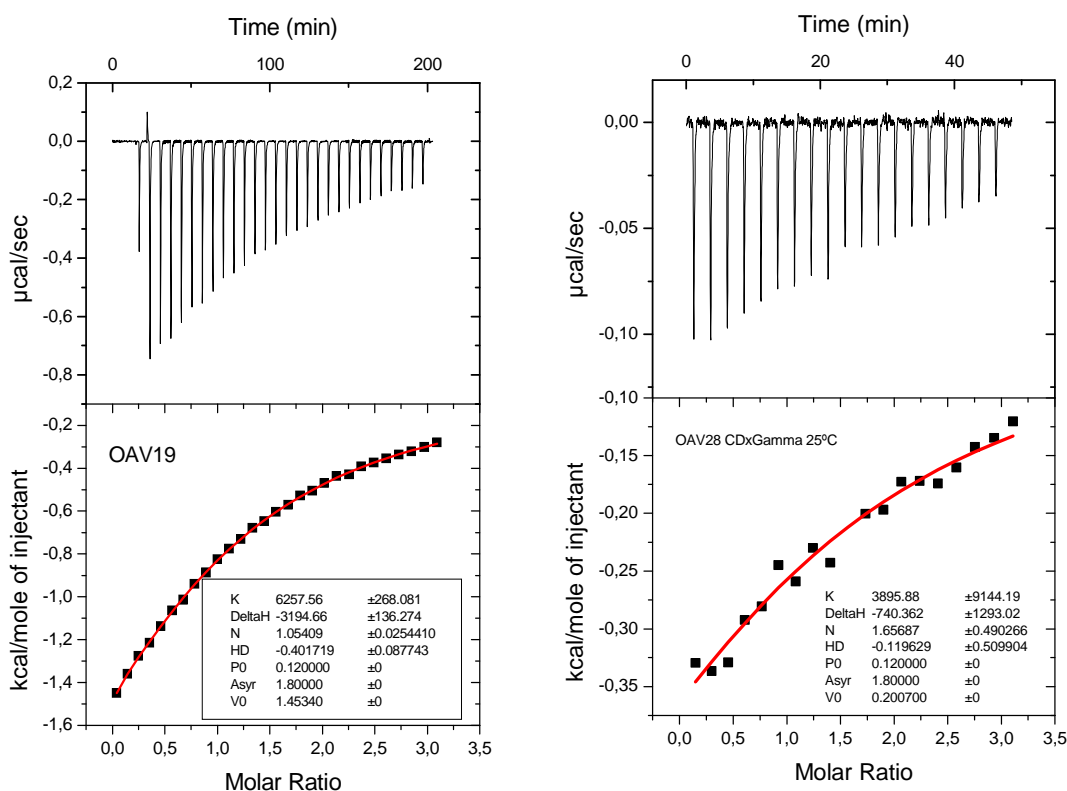 Time (min)
0 100 200
0,2
0,0
-0,2
-0,4
-0,6
-0,8
µcal/sec
-0,2
-0,4
-0,6
-0,8
-1,0
-1,2
-1,4
-1,6
kcal/mole of injectant
OAV19
K 6257.56 ±268.081
DeltaH -3194.66 ±136.274
N 1.05409 ±0.0254410
HD -0.401719 ±0.087743
P0 0.120000 ±0
Asyr 1.80000 ±0
V0 1.45340 ±0
0,0 0,5 1,0 1,5 2,0 2,5 3,0 3,5
Molar Ratio
Time (min)
0 20 40
0,00
-0,05
-0,10
-0,10
µcal/sec
-0,15
-0,20
-0,25
-0,30
-0,35
kcal/mole of injectant
OAV28 CDxGamma 25ºC
K 3895.88 ±9144.19
DeltaH -740.362 ±1293.02
N 1.65687 ±0.490266
HD -0.119629 ±0.509904
P0 0.120000 ±0
Asyr 1.80000 ±0
V0 0.200700 ±0
0,0 0,5 1,0 1,5 2,0 2,5 3,0 3,5
Molar Ratio